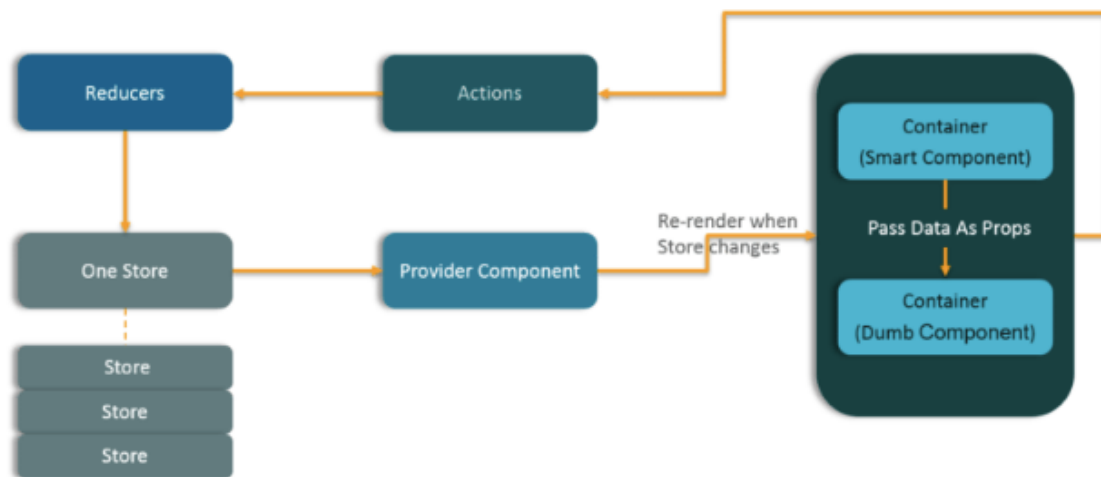 Reducers
Actions
Container
(Smart Component)
Pass Data As Props
Container
(Dumb Component)
One Store
Provider Component
Re-render when
Store changes
Store
Store
Store